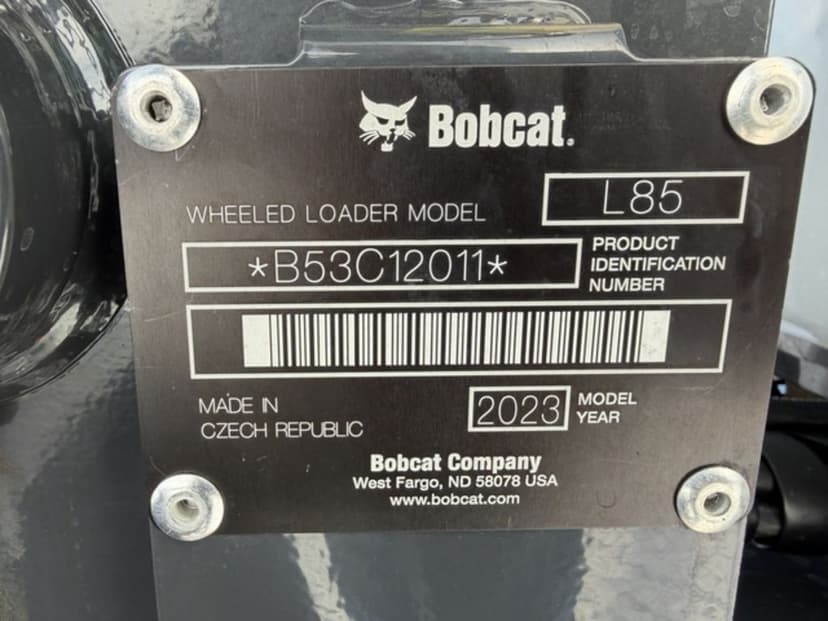 Bobcat.
WHEELED LOADER MODEL L85
*B53C12011*
PRODUCT
IDENTIFICATION
NUMBER
MADE IN
CZECH REPUBLIC
2023
MODEL
YEAR
Bobcat Company
West Fargo, ND 58078 USA
www.bobcat.com